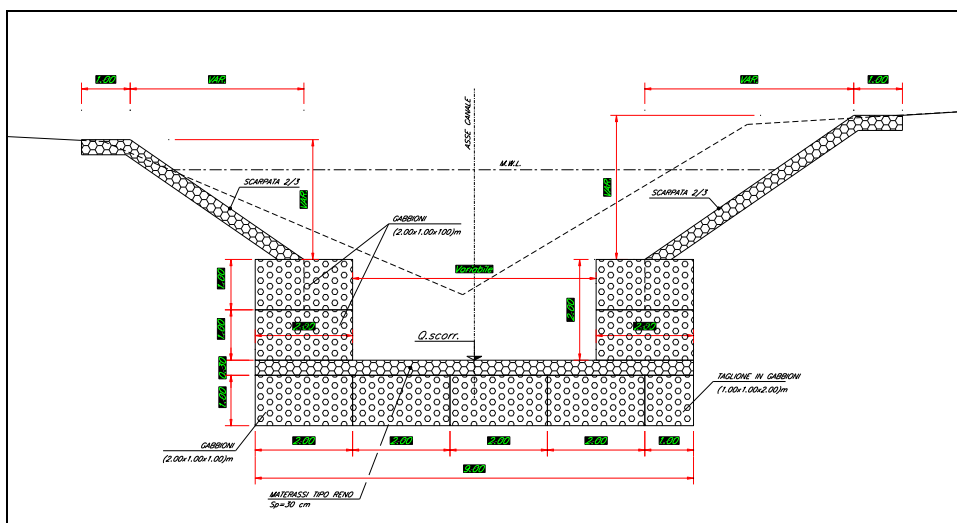 1.00
VAR.
VAR.
1.00
ASSE CANALE
M.W.L.
SCARPATA 2/3
VAR.
VAR.
SCARPATA 2/3
GABBIONI
(2.00x1.00x100)m
Variabile
1.00
2.00
1.00
2.00
2.00
Q.scorr.
0.30
1.00
TAGLIONE IN GABBIONI
(1.00x1.00x2.00)m
GABBIONI
(2.00x1.00x1.00)m
2.00
2.00
2.00
2.00
1.00
9.00
MATERASSI TIPO RENO
Sp=30 cm